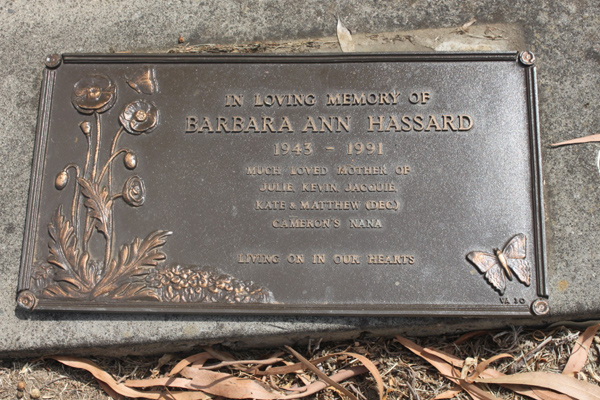 IN LOVING MEMORY OF
BARBARA ANN HASSARD
1943 - 1991
MUCH LOVED MOTHER OF
JULIE, KEVIN, JACQUIE,
KATE & MATTHEW (DEC.)
CAMERON'S NANA
LIVING ON IN OUR HEARTS